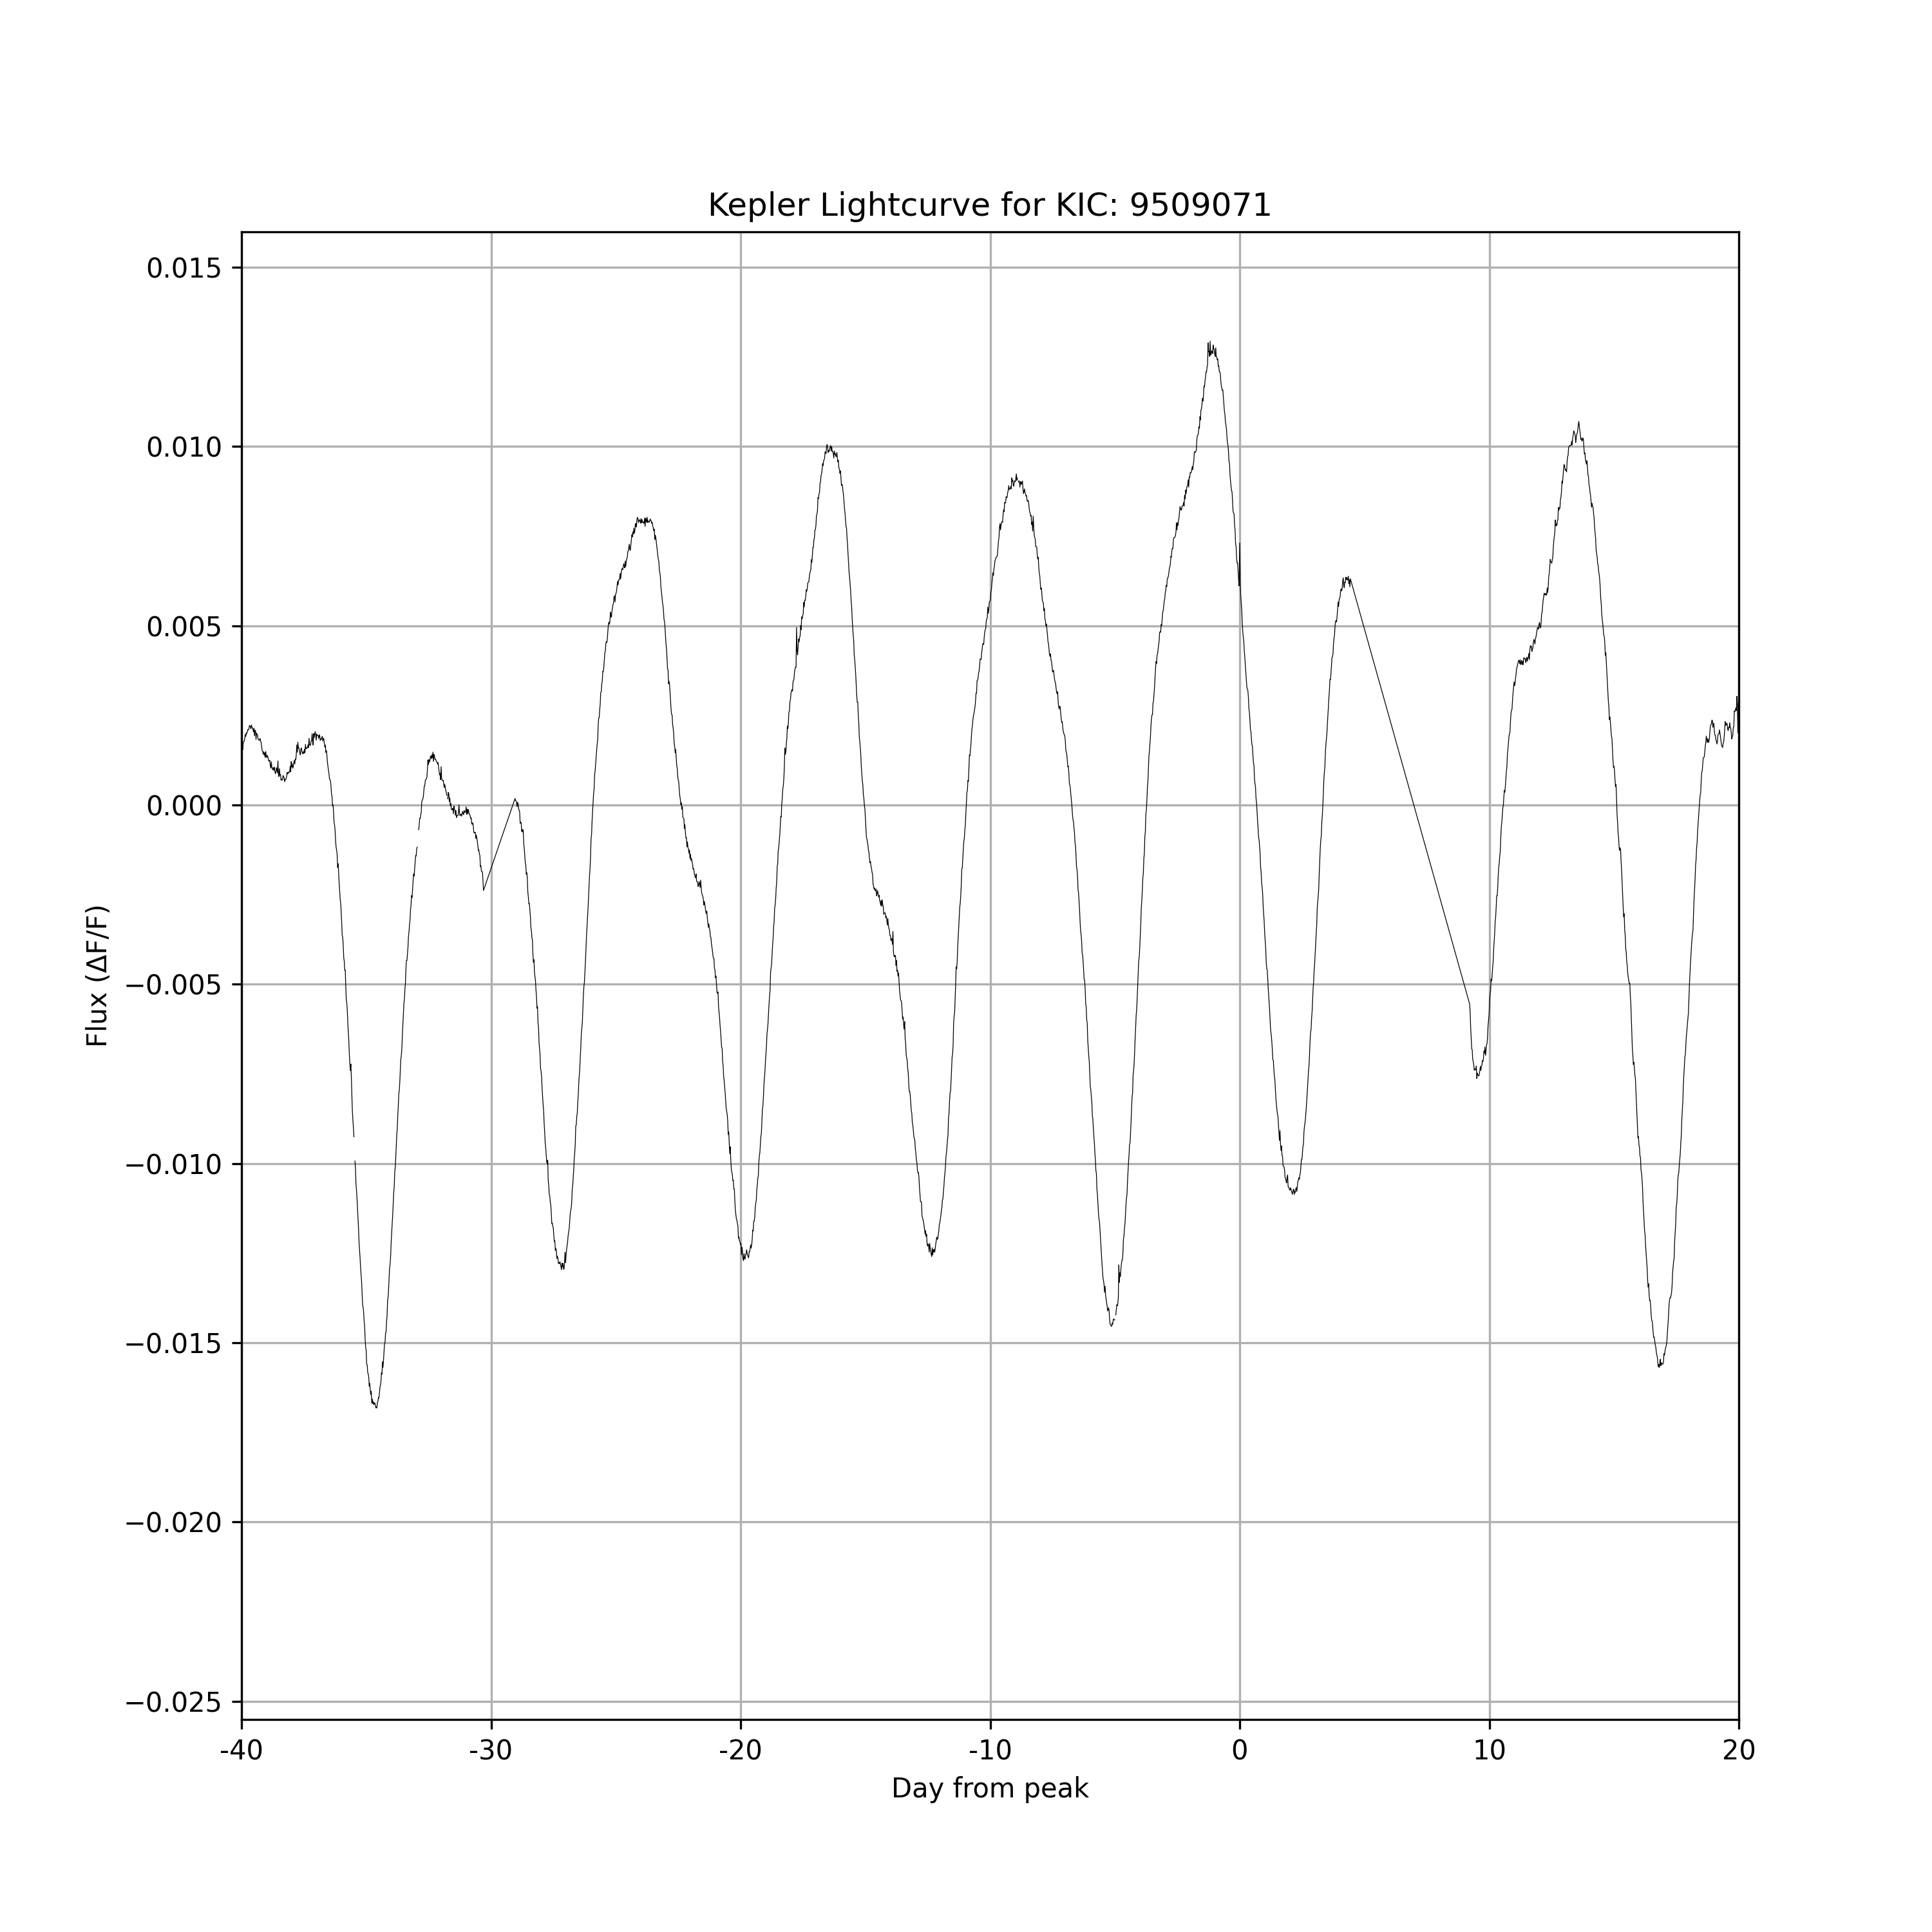 Kepler Lightcurve for KIC: 9509071
0.015
0.010
0.005
0.000
−0.005
−0.010
−0.015
−0.020
−0.025
Flux (ΔF/F)
-40 -30 -20 -10 0 10 20
Day from peak